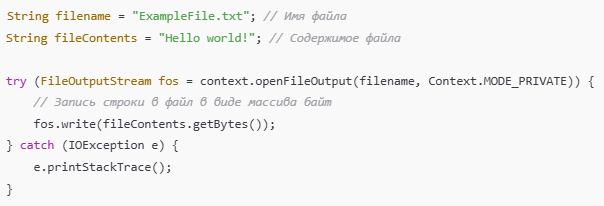 String filename = "ExampleFile.txt"; // Имя файла
String fileContents = "Hello world!"; // Содержимое файла
try (FileOutputStream fos = context.openFileOutput(filename, Context.MODE_PRIVATE)) {
// Запись строки в файл в виде массива байт
fos.write(fileContents.getBytes());
} catch (IOException e) {
e.printStackTrace();
}